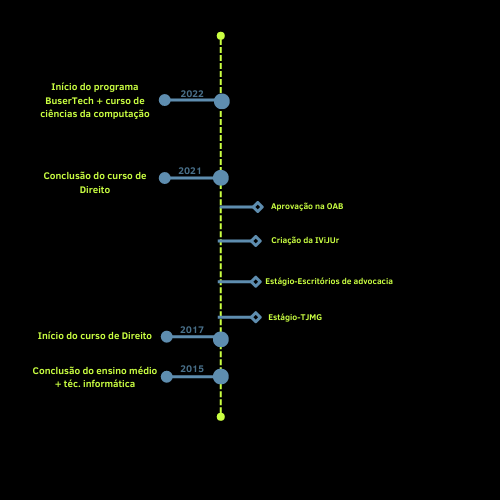 2022
Início do programa
BuserTech + curso de
ciências da computação
2021
Conclusão do curso de
Direito
Aprovação na OAB
Criação da IViJUr
Estágio-Escritórios de advocacia
Estágio-TJMG
2017
Início do curso de Direito
2015
Conclusão do ensino médio
+ téc. informática